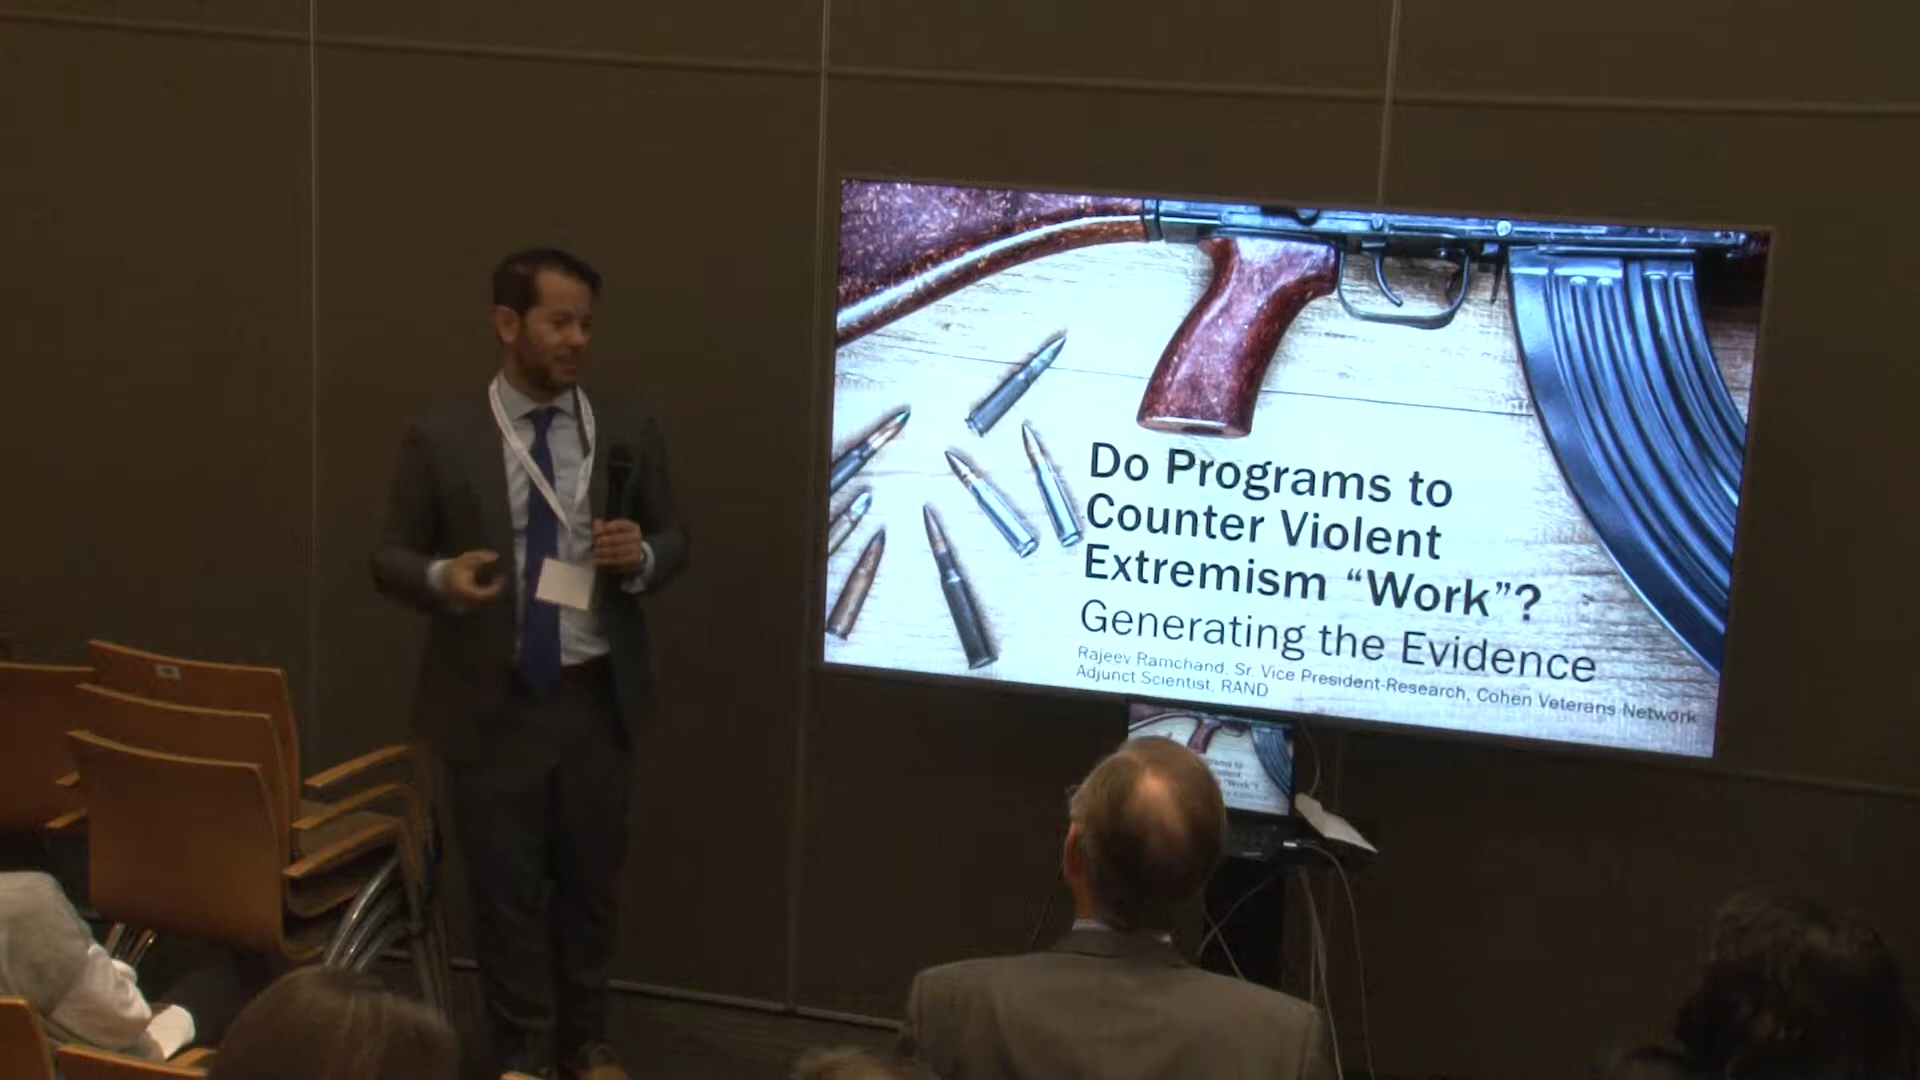 Do Programs to
Counter Violent
Extremism “Work”?
Generating the Evidence
Rajeev Ramchand, Sr. Vice President-Research, Cohen Veterans Network
Adjunct Scientist, RAND